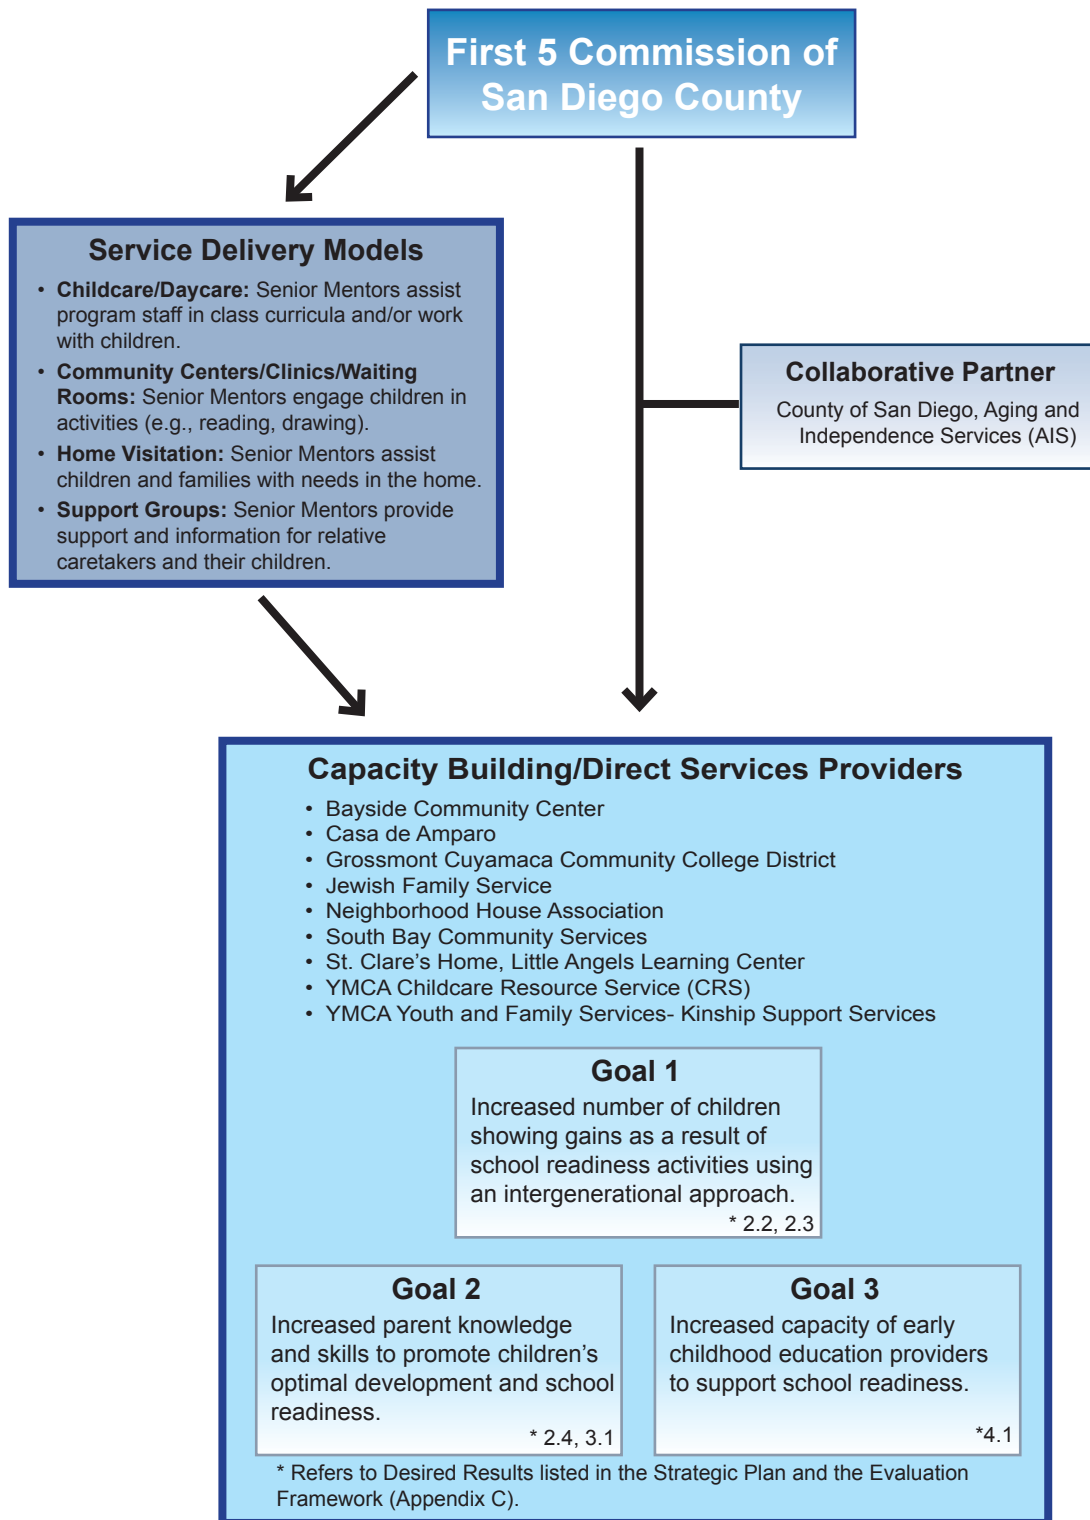 First 5 Commission of
San Diego County
Service Delivery Models
• Childcare/Daycare: Senior Mentors assist
program staff in class curricula and/or work
with children.
• Community Centers/Clinics/Waiting
Rooms: Senior Mentors engage children in
activities (e.g., reading, drawing).
• Home Visitation: Senior Mentors assist
children and families with needs in the home.
• Support Groups: Senior Mentors provide
support and information for relative
caretakers and their children.
Collaborative Partner
County of San Diego, Aging and
Independence Services (AIS)
Capacity Building/Direct Services Providers
• Bayside Community Center
• Casa de Amparo
• Grossmont Cuyamaca Community College District
• Jewish Family Service
• Neighborhood House Association
• South Bay Community Services
• St. Clare's Home, Little Angels Learning Center
• YMCA Childcare Resource Service (CRS)
• YMCA Youth and Family Services- Kinship Support Services
Goal 1
Increased number of children
showing gains as a result of
school readiness activities using
an intergenerational approach.
* 2.2, 2.3
Goal 2
Increased parent knowledge
and skills to promote children's
optimal development and school
readiness.
* 2.4, 3.1
Goal 3
Increased capacity of early
childhood education providers
to support school readiness.
*4.1
* Refers to Desired Results listed in the Strategic Plan and the Evaluation
Framework (Appendix C).